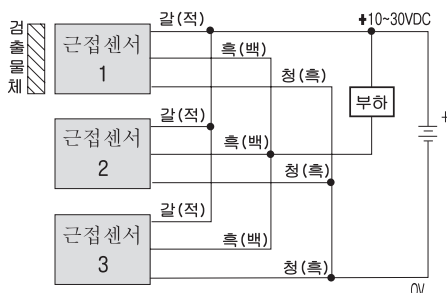 검출물체
갈(적)
✚10~30VDC
근접센서
1
흑(백)
청(흑)
부하
+
갈(적)
근접센서
2
흑(백)
청(흑)
갈(적)
근접센서
3
흑(백)
청(흑)
0V